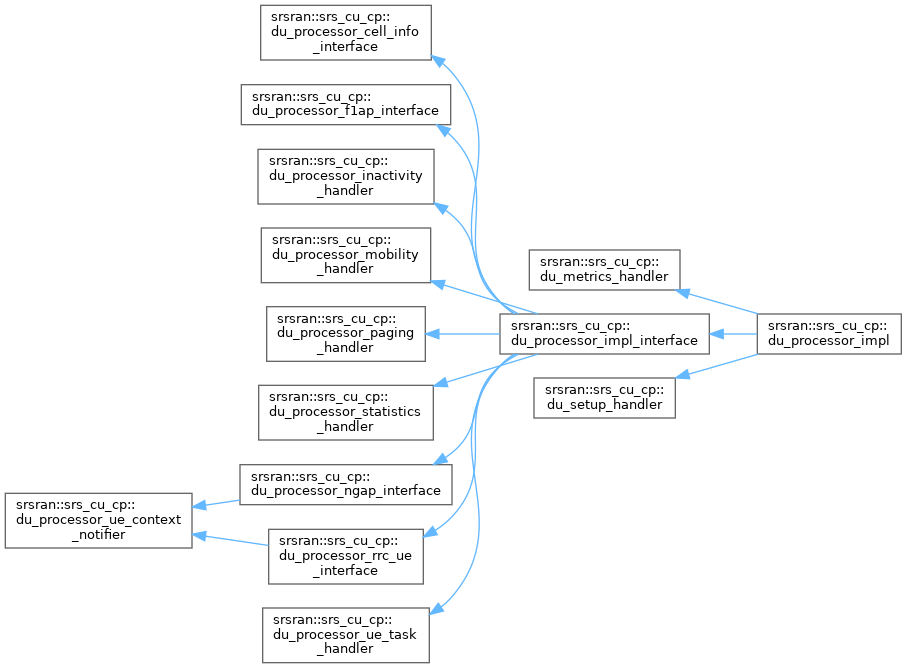 srsran::srs_cu_cp::
du_processor_cell_info
_interface
srsran::srs_cu_cp::
du_processor_f1ap_interface
srsran::srs_cu_cp::
du_processor_inactivity
_handler
srsran::srs_cu_cp::
du_processor_mobility
_handler
srsran::srs_cu_cp::
du_processor_paging
_handler
srsran::srs_cu_cp::
du_processor_statistics
_handler
srsran::srs_cu_cp::
du_processor_ngap_interface
srsran::srs_cu_cp::
du_processor_ue_context
_notifier
srsran::srs_cu_cp::
du_processor_rrc_ue
_interface
srsran::srs_cu_cp::
du_processor_ue_task
_handler
srsran::srs_cu_cp::
du_metrics_handler
srsran::srs_cu_cp::
du_processor_impl_interface
srsran::srs_cu_cp::
du_setup_handler
srsran::srs_cu_cp::
du_processor_impl